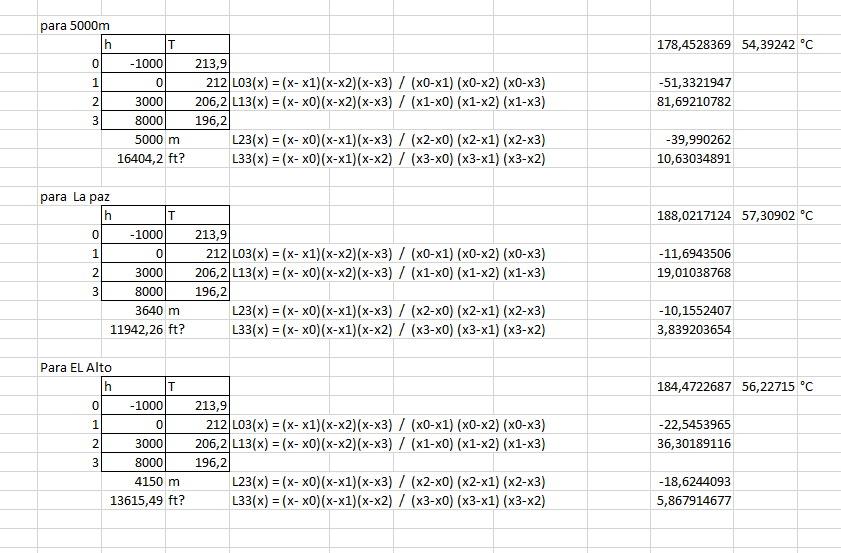 para 5000m
h T 178,4528369 54,39242 °C
0 -1000 213,9
1 0 212 L03(x) = (x- x1)(x-x2)(x-x3) / (x0-x1) (x0-x2) (x0-x3) -51,3321947
2 3000 206,2 L13(x) = (x- x0)(x-x2)(x-x3) / (x1-x0) (x1-x2) (x1-x3) 81,69210782
3 8000 196,2
5000 m L23(x) = (x- x0)(x-x1)(x-x3) / (x2-x0) (x2-x1) (x2-x3) -39,990262
16404,2 ft? L33(x) = (x- x0)(x-x1)(x-x2) / (x3-x0) (x3-x1) (x3-x2) 10,63034891
para La paz
h T 188,0217124 57,30902 °C
0 -1000 213,9
1 0 212 L03(x) = (x- x1)(x-x2)(x-x3) / (x0-x1) (x0-x2) (x0-x3) -11,6943506
2 3000 206,2 L13(x) = (x- x0)(x-x2)(x-x3) / (x1-x0) (x1-x2) (x1-x3) 19,01038768
3 8000 196,2
3640 m L23(x) = (x- x0)(x-x1)(x-x3) / (x2-x0) (x2-x1) (x2-x3) -10,1552407
11942,26 ft? L33(x) = (x- x0)(x-x1)(x-x2) / (x3-x0) (x3-x1) (x3-x2) 3,839203654
Para EL Alto
h T 184,4722687 56,22715 °C
0 -1000 213,9
1 0 212 L03(x) = (x- x1)(x-x2)(x-x3) / (x0-x1) (x0-x2) (x0-x3) -22,5453965
2 3000 206,2 L13(x) = (x- x0)(x-x2)(x-x3) / (x1-x0) (x1-x2) (x1-x3) 36,30189116
3 8000 196,2
4150 m L23(x) = (x- x0)(x-x1)(x-x3) / (x2-x0) (x2-x1) (x2-x3) -18,6244093
13615,49 ft? L33(x) = (x- x0)(x-x1)(x-x2) / (x3-x0) (x3-x1) (x3-x2) 5,867914677